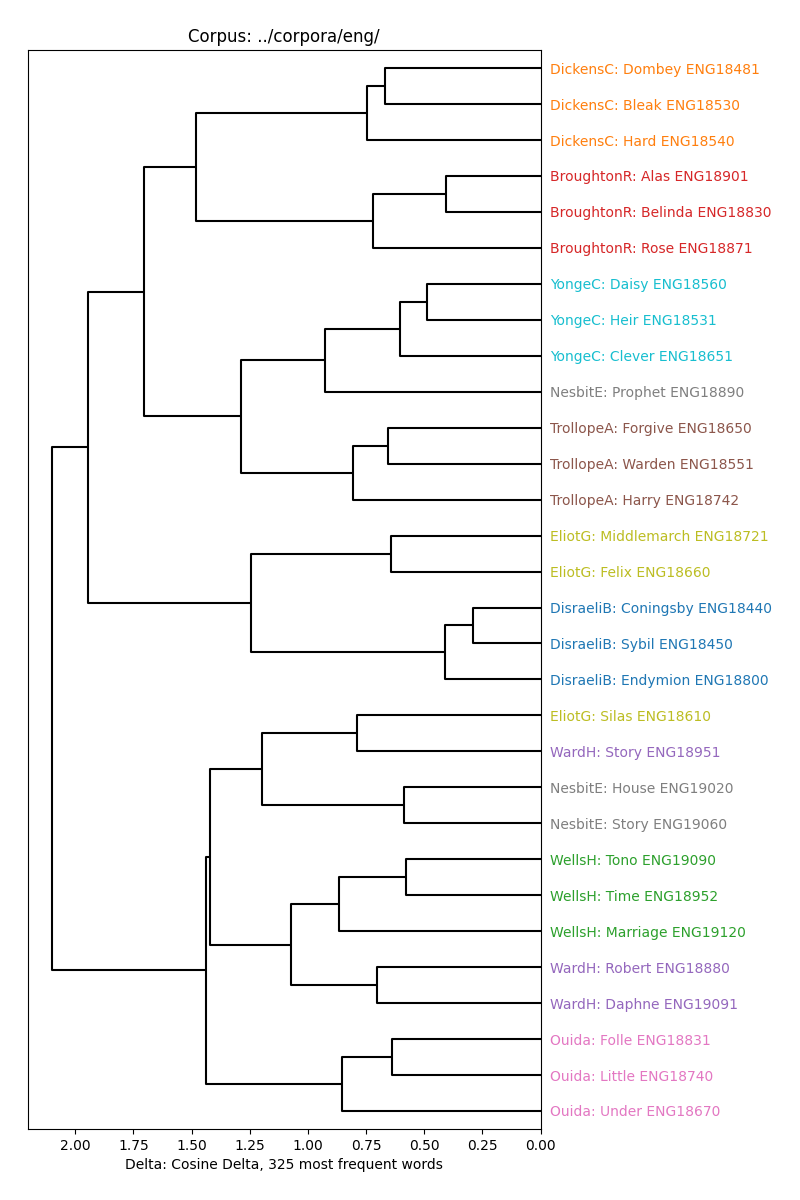 Corpus: ../corpora/eng/
DickensC: Dombey ENG18481
DickensC: Bleak ENG18530
DickensC: Hard ENG18540
BroughtonR: Alas ENG18901
BroughtonR: Belinda ENG18830
BroughtonR: Rose ENG18871
YongeC: Daisy ENG18560
YongeC: Heir ENG18531
YongeC: Clever ENG18651
NesbitE: Prophet ENG18890
TrollopeA: Forgive ENG18650
TrollopeA: Warden ENG18551
TrollopeA: Harry ENG18742
EliotG: Middlemarch ENG18721
EliotG: Felix ENG18660
DisraeliB: Coningsby ENG18440
DisraeliB: Sybil ENG18450
DisraeliB: Endymion ENG18800
EliotG: Silas ENG18610
WardH: Story ENG18951
NesbitE: House ENG19020
NesbitE: Story ENG19060
WellsH: Tono ENG19090
WellsH: Time ENG18952
WellsH: Marriage ENG19120
WardH: Robert ENG18880
WardH: Daphne ENG19091
Ouida: Folle ENG18831
Ouida: Little ENG18740
Ouida: Under ENG18670
2.00 1.75 1.50 1.25 1.00 0.75 0.50 0.25 0.00
Delta: Cosine Delta, 325 most frequent words